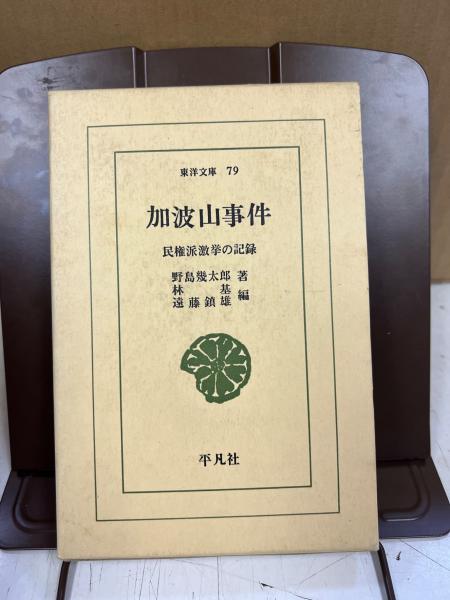 東洋文庫 79
加波山事件
民権派激挙の記録
野島幾太郎 著
林基
遠藤鎮雄 編
平凡社